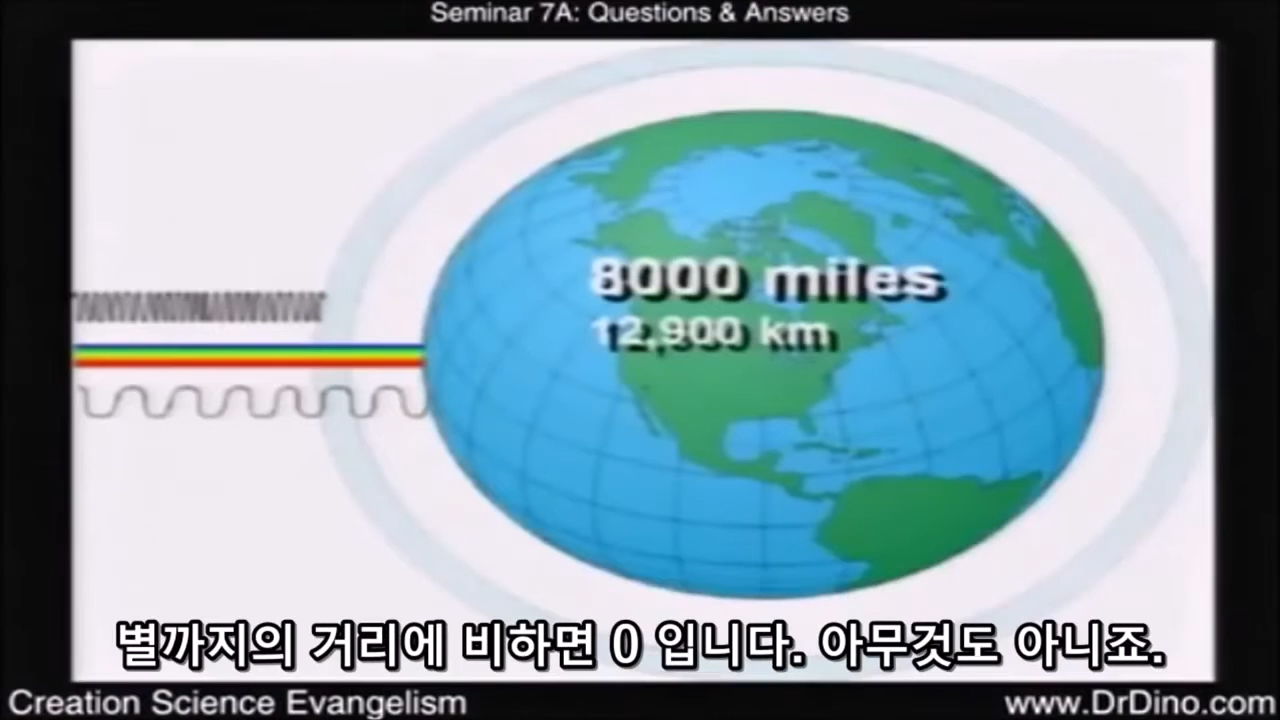 Seminar 7A: Questions & Answers
8000 miles
12,900 km
별까지의 거리에 비하면 0 입니다. 아무것도 아니죠.
Creation Science Evangelism
www.DrDino.com